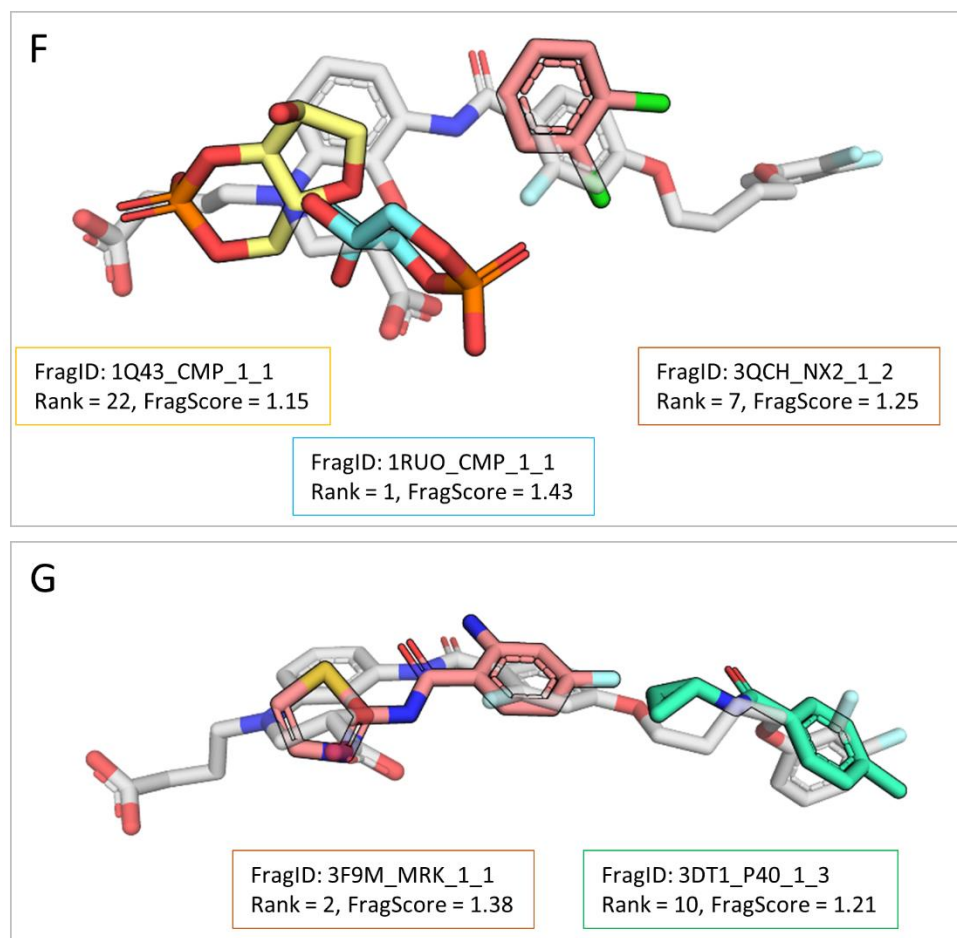 F
FragID: 1Q43_CMP_1_1
Rank = 22, FragScore = 1.15
FragID: 3QCH_NX2_1_2
Rank = 7, FragScore = 1.25
FragID: 1RUO_CMP_1_1
Rank = 1, FragScore = 1.43
G
FragID: 3F9M_MRK_1_1
Rank = 2, FragScore = 1.38
FragID: 3DT1_P40_1_3
Rank = 10, FragScore = 1.21